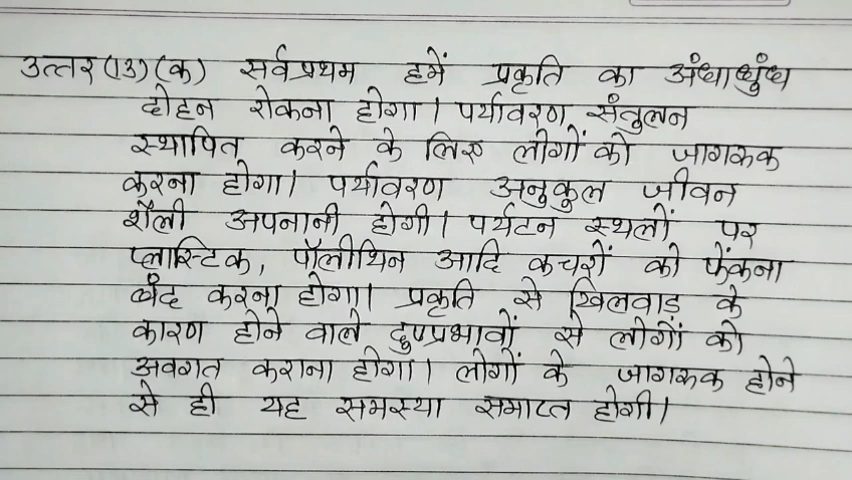 उत्तर(13)(क) सर्वप्रथम हमें प्रकृति का अंधाधुंध
दोहन रोकना होगा। पर्यावरण संतुलन
स्थापित करने के लिए लोगों को जागरूक
करना होगा। पर्यावरण अनुकुल जीवन
शैली अपनानी होगी। पर्यटन स्थलों पर
प्लास्टिक, पॉलीथिन आदि कचरों को फेंकना
बंद करना होगा। प्रकृति से खिलवाड़ के
कारण होने वाले दुष्प्रभावों से लोगों को
अवगत कराना होगा। लोगों के जागरूक होने
से ही यह समस्या समाप्त होगी।